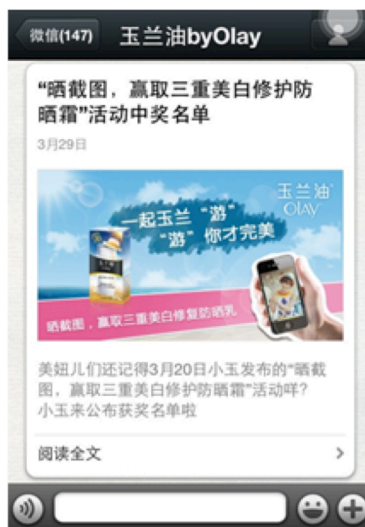 微信(147)
玉兰油byOlay
“晒截图，赢取三重美白修护防
晒霜”活动中奖名单
3月29日
玉兰油
OLAY
一起玉兰“游”
“游”你才完美
晒截图，赢取三重美白修复防晒乳
美妞儿们还记得3月20日小玉发布的“晒截
图，赢取三重美白修护防晒霜”活动咩？
小玉来公布获奖名单啦
阅读全文